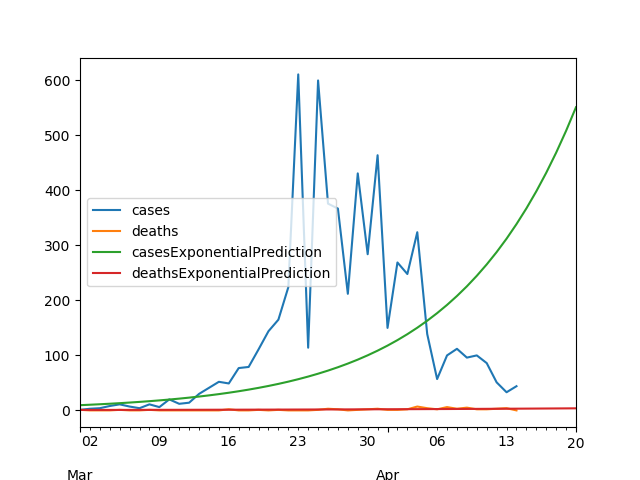 600
500
400
300
200
100
0
cases
deaths
casesExponentialPrediction
deathsExponentialPrediction
02 09 16 23 30 06 13 20
Mar Apr